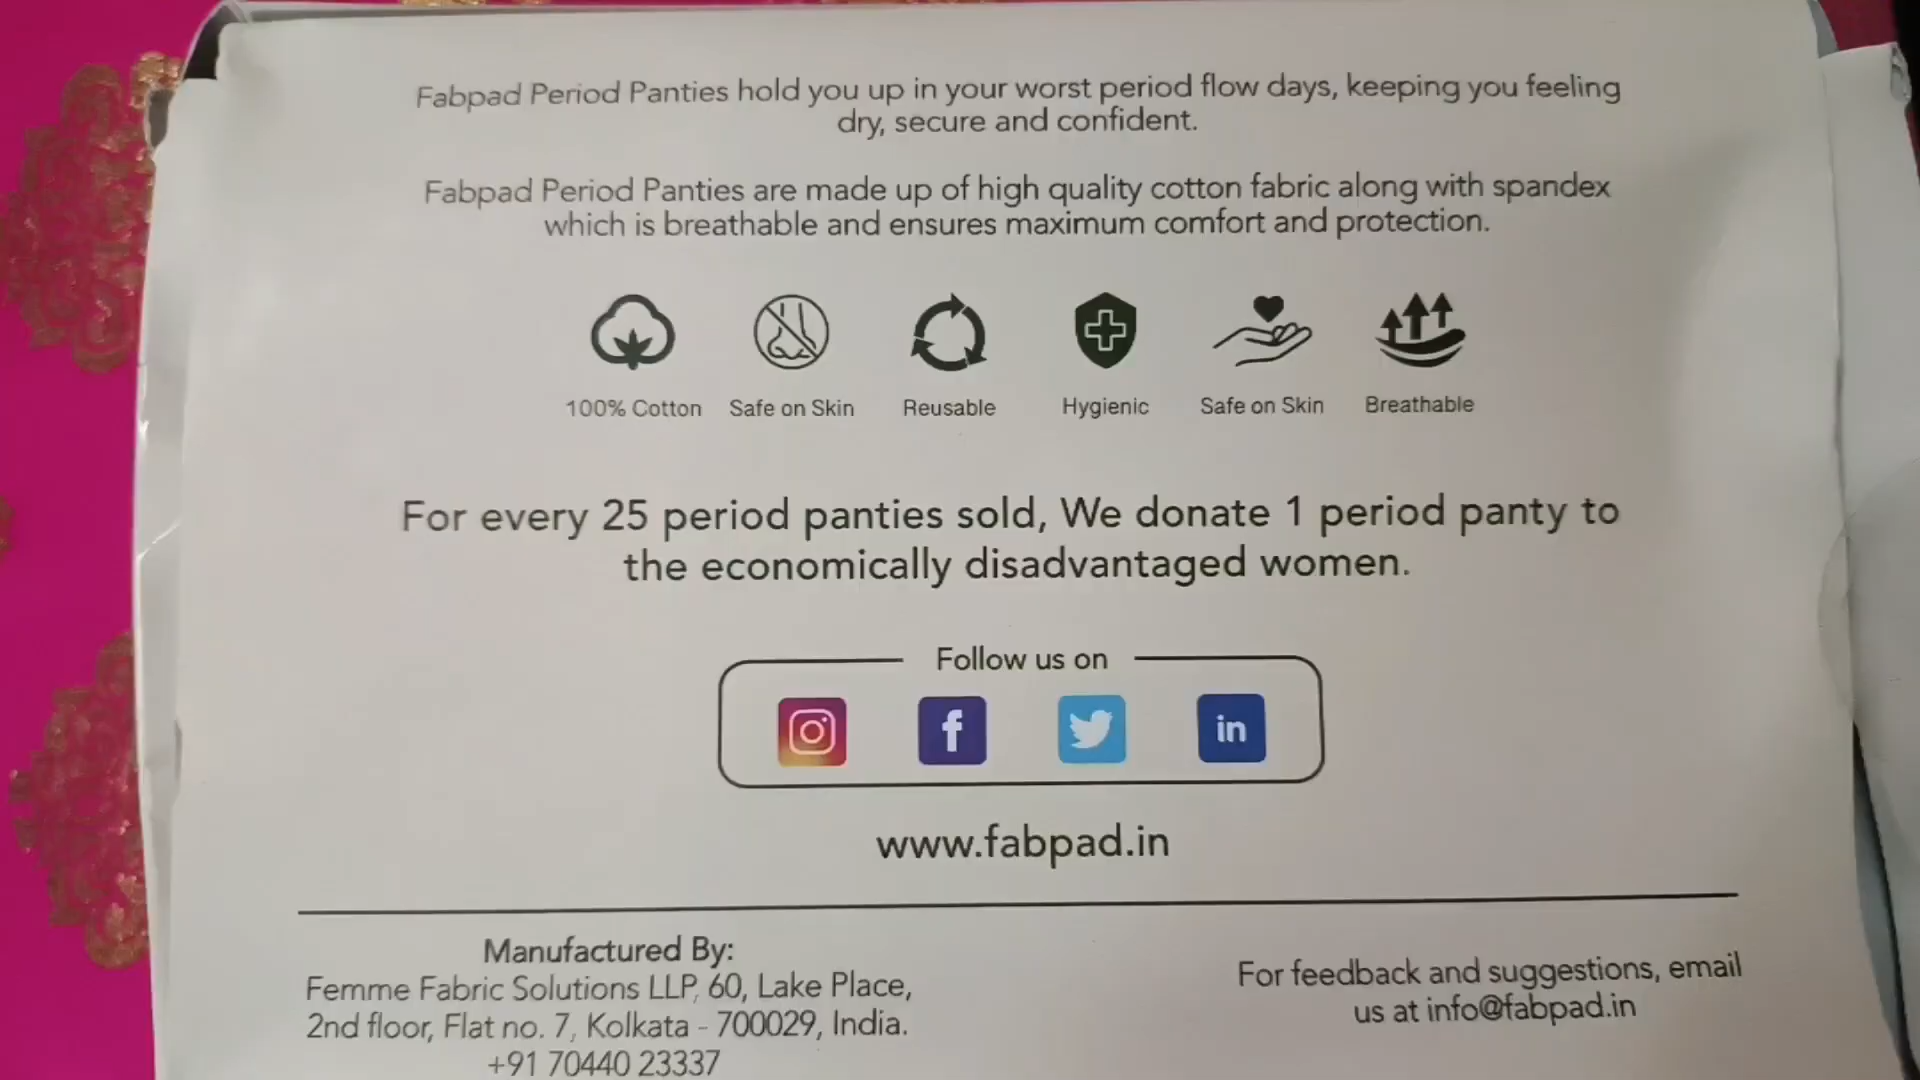 Fabpad Period Panties hold you up in your worst period flow days, keeping you feeling
dry, secure and confident.
Fabpad Period Panties are made up of high quality cotton fabric along with spandex
which is breathable and ensures maximum comfort and protection.
100% Cotton
Safe on Skin
Reusable
Hygienic
Safe on Skin
Breathable
For every 25 period panties sold, We donate 1 period panty to
the economically disadvantaged women.
Follow us on
f
in
www.fabpad.in
Manufactured By:
Femme Fabric Solutions LLP, 60, Lake Place,
2nd floor, Flat no. 7, Kolkata - 700029, India.
+91 70440 23337
For feedback and suggestions, email
us at info@fabpad.in